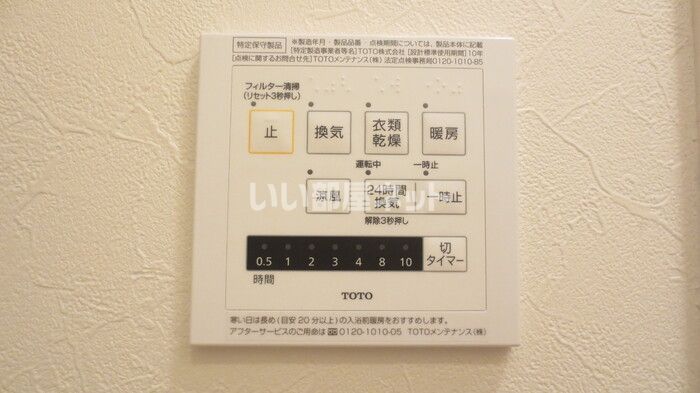 特定保守製品
※製造年月・製品品番・点検期間については、製品本体に記載
[特定製造事業者等名]TOTO株式会社 [設計標準使用期間]10年
[点検に関するお問合せ先]TOTOメンテナンス(株) 法定点検事務局0120-1010-85
フィルター清掃
(リセット3秒押し)
止 換気 衣類乾燥 暖房
運転中 一時止
涼風 24時間換気 一時止
いい部屋ネット
解除3秒押し
0.5 1 2 3 4 8 10 切タイマー
時間
TOTO
寒い日は長め(目安20分以上)の入浴前暖房をおすすめします。
アフターサービスのご用命は 0120-1010-05 TOTOメンテナンス(株)